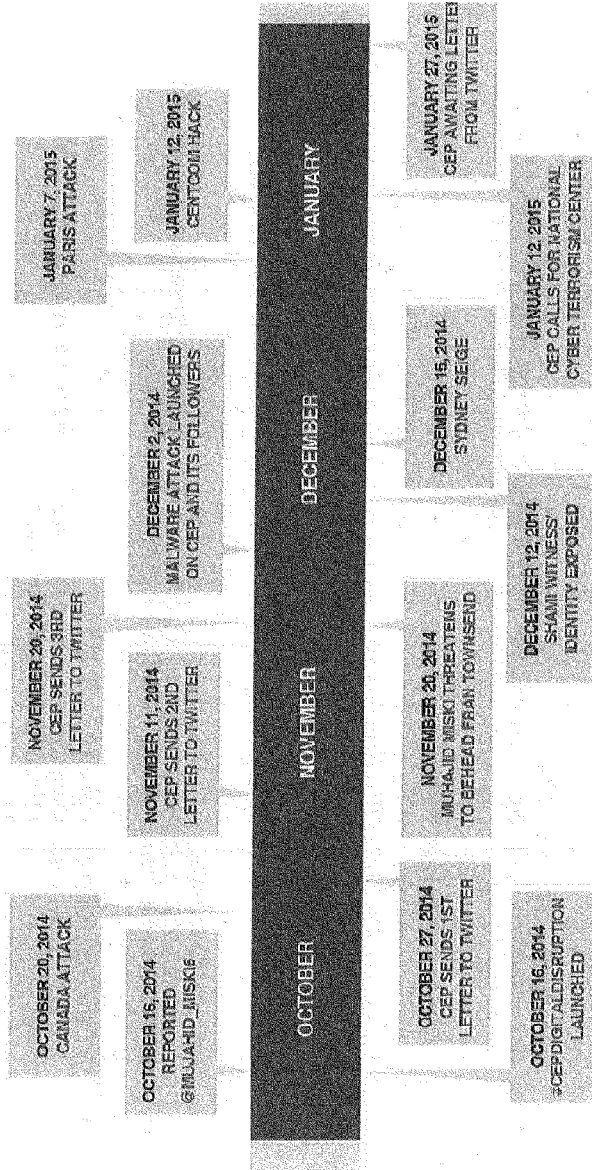 OCTOBER 20, 2014
CANADA ATTACK
OCTOBER 16, 2014
REPORTED
@MUJAHID_MISKI6
NOVEMBER 20, 2014
CEP SENDS 3RD
LETTER TO TWITTER
NOVEMBER 11, 2014
CEP SENDS 2ND
LETTER TO TWITTER
DECEMBER 2, 2014
MALWARE ATTACK LAUNCHED
ON CEP AND ITS FOLLOWERS
JANUARY 7, 2015
PARIS ATTACK
JANUARY 12, 2015
CENTCOM HACK
OCTOBER
NOVEMBER
DECEMBER
JANUARY
OCTOBER 27, 2014
CEP SENDS 1ST
LETTER TO TWITTER
OCTOBER 16, 2014
#CEPDIGITALDISRUPTION
LAUNCHED
NOVEMBER 20, 2014
MUHAJID MISKI THREATENS
TO BEHEAD FRAN TOWNSEND
DECEMBER 15, 2014
SYDNEY SEIGE
DECEMBER 12, 2014
SHAMI WITNESS'
IDENTITY EXPOSED
JANUARY 27, 2015
CEP AWAITING LETTE
FROM TWITTER
JANUARY 12, 2015
CEP CALLS FOR NATIONAL
CYBER TERRORISM CENTER